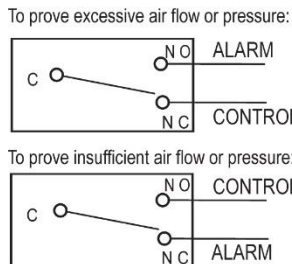 To prove excessive air flow or pressure:
N O ALARM
C
N C CONTROL
To prove insufficient air flow or pressure:
N O CONTROL
C
N C ALARM